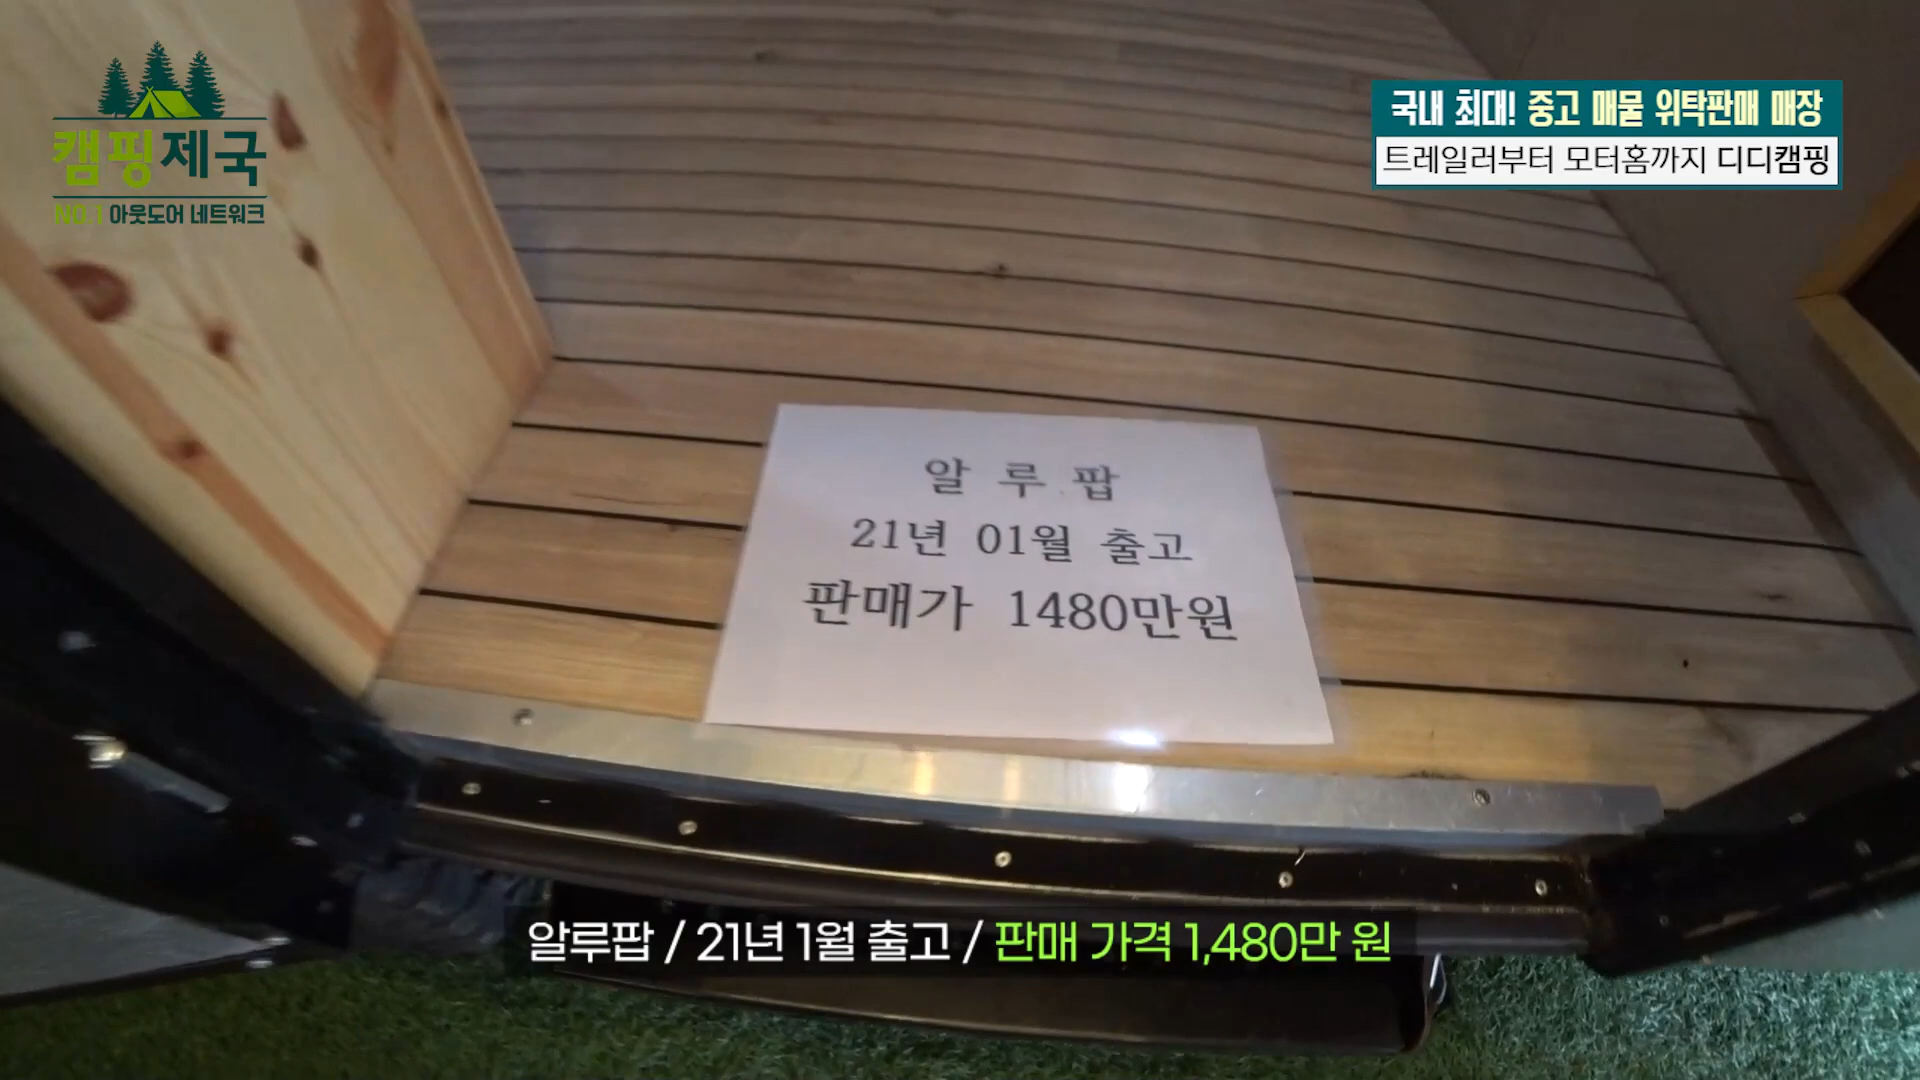 캠핑제국
NO.1 아웃도어 네트워크
국내 최대! 중고 매물 위탁판매 매장
트레일러부터 모터홈까지 디디캠핑
알 루 팝
21년 01월 출고
판매가 1480만원
알루팝 / 21년 1월 출고 / 판매 가격 1,480만 원